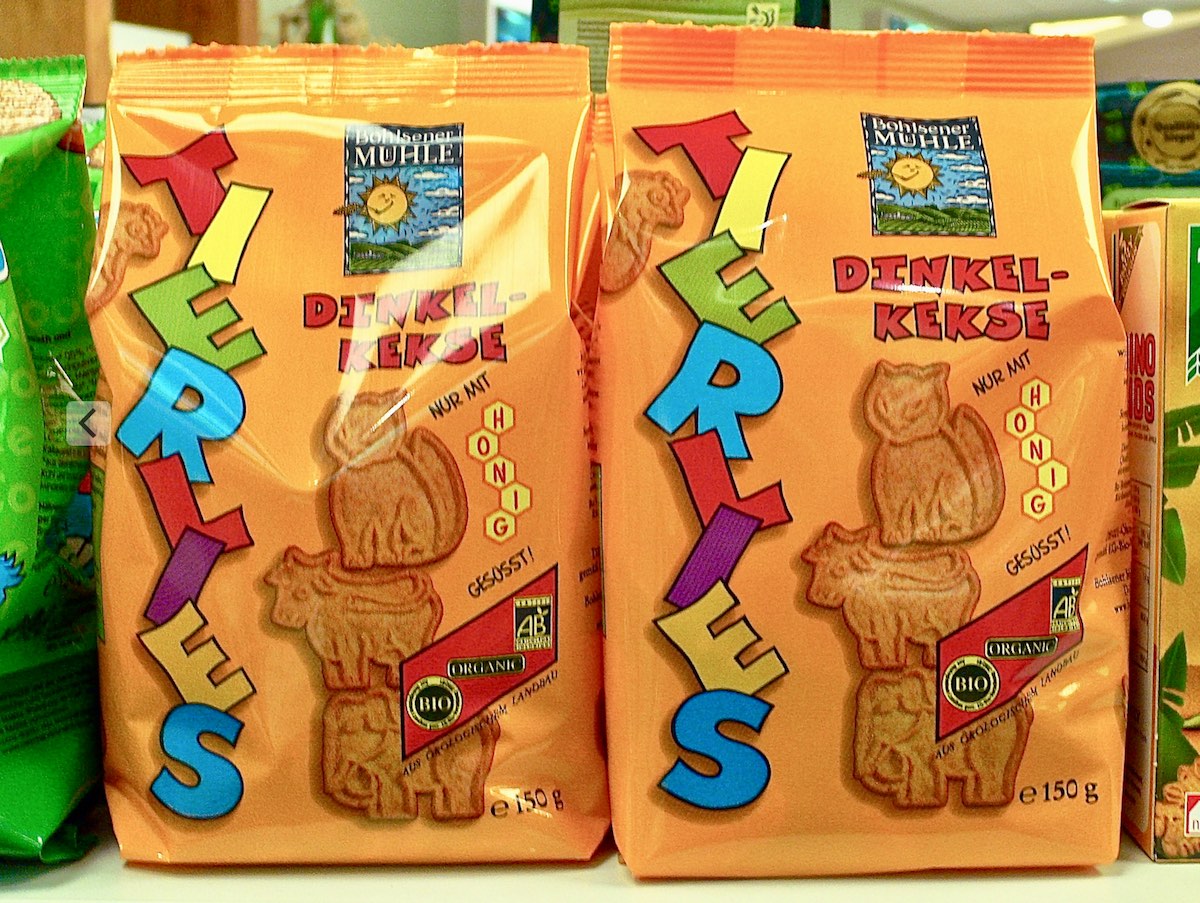 Bohlsener
MÜHLE
TIERLIES
DINKEL-
KEKSE
NUR MIT
HONIG
GESÜSST!
AB
ORGANIC
BIO
AUS ÖKOLOGISCHEM LANDBAU
e 150 g
Bohlsener
MÜHLE
TIERLIES
DINKEL-
KEKSE
NUR MIT
HONIG
GESÜSST!
AB
ORGANIC
BIO
AUS ÖKOLOGISCHEM LANDBAU
e 150 g